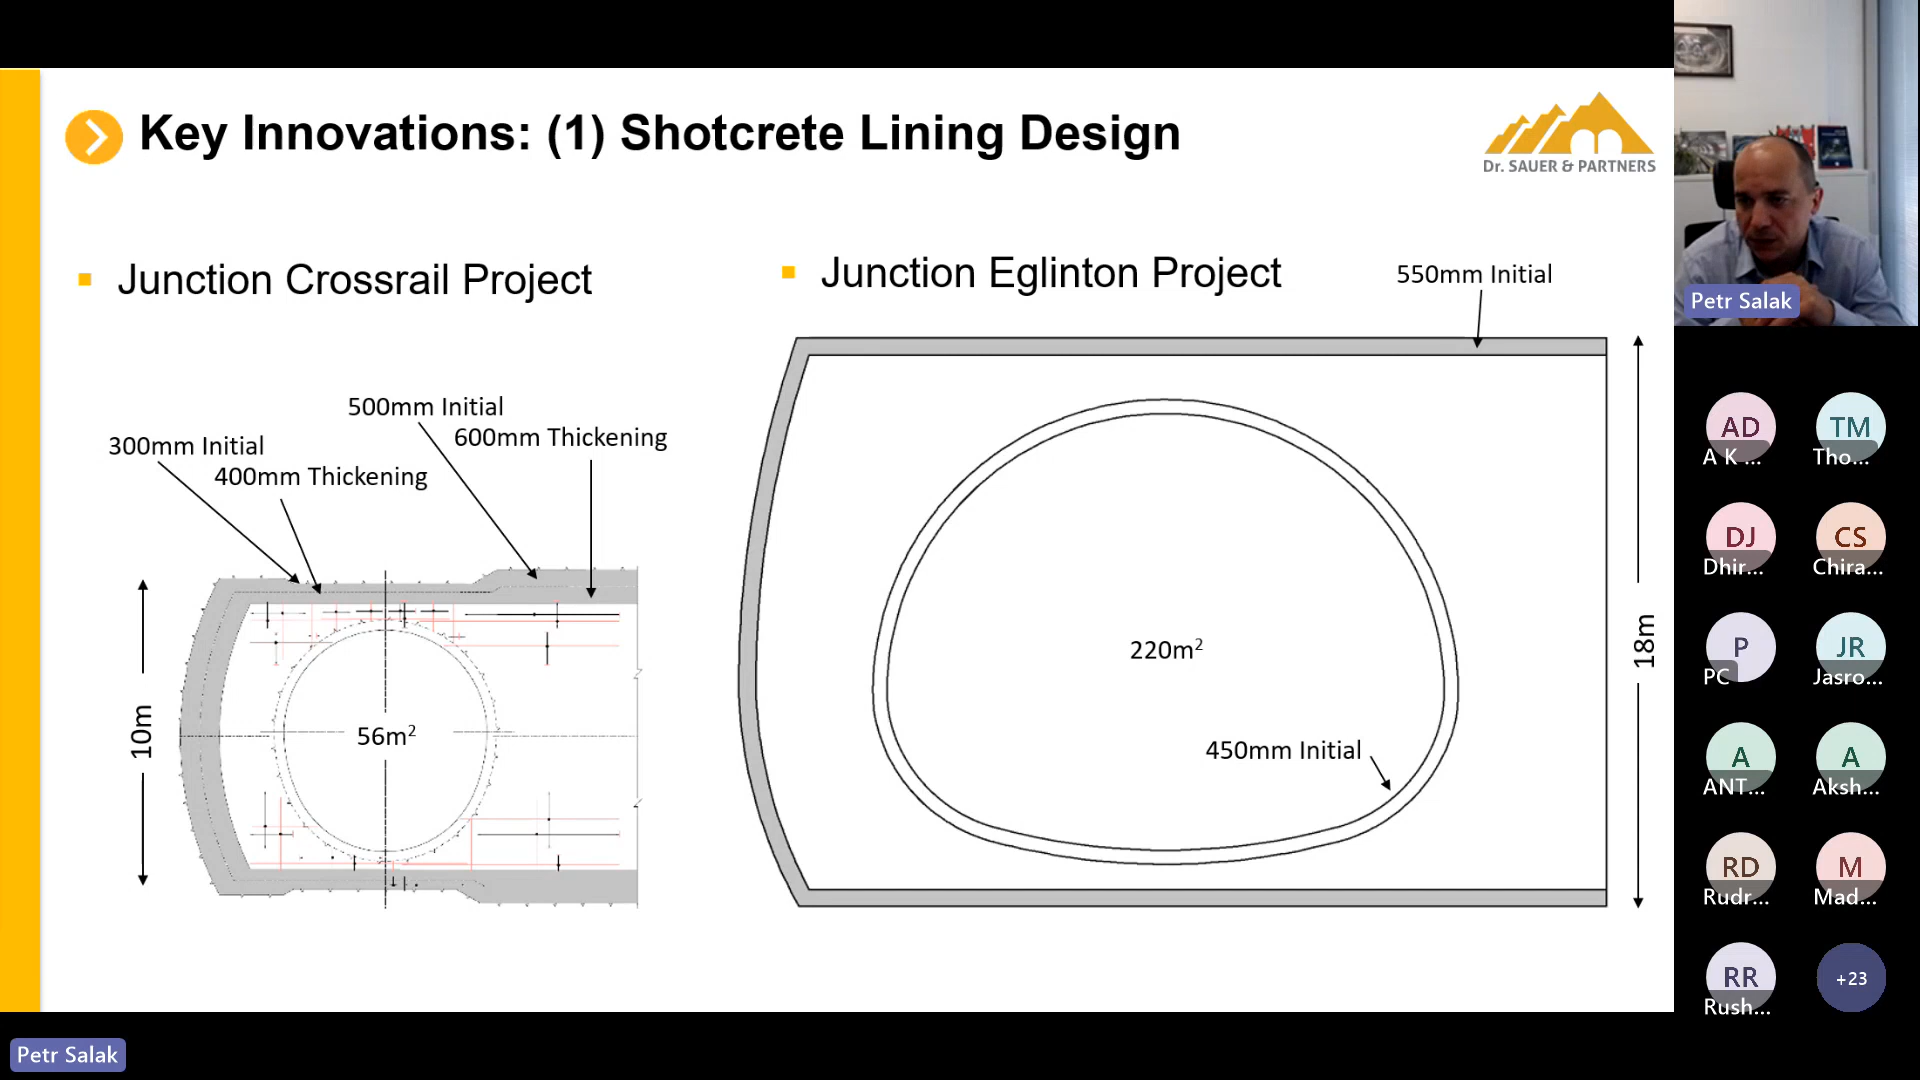 Key Innovations: (1) Shotcrete Lining Design
Dr. SAUER & PARTNERS
Junction Crossrail Project
Junction Eglinton Project
550mm Initial
500mm Initial
600mm Thickening
300mm Initial
400mm Thickening
10m
56m²
220m²
450mm Initial
18m
Petr Salak
AD
A K ...
TM
Tho...
DJ
Dhir...
CS
Chira...
P
PC
JR
Jasro...
A
ANT...
A
Aksh...
RD
Rudr...
M
Mad...
RR
Rush...
+23
Petr Salak